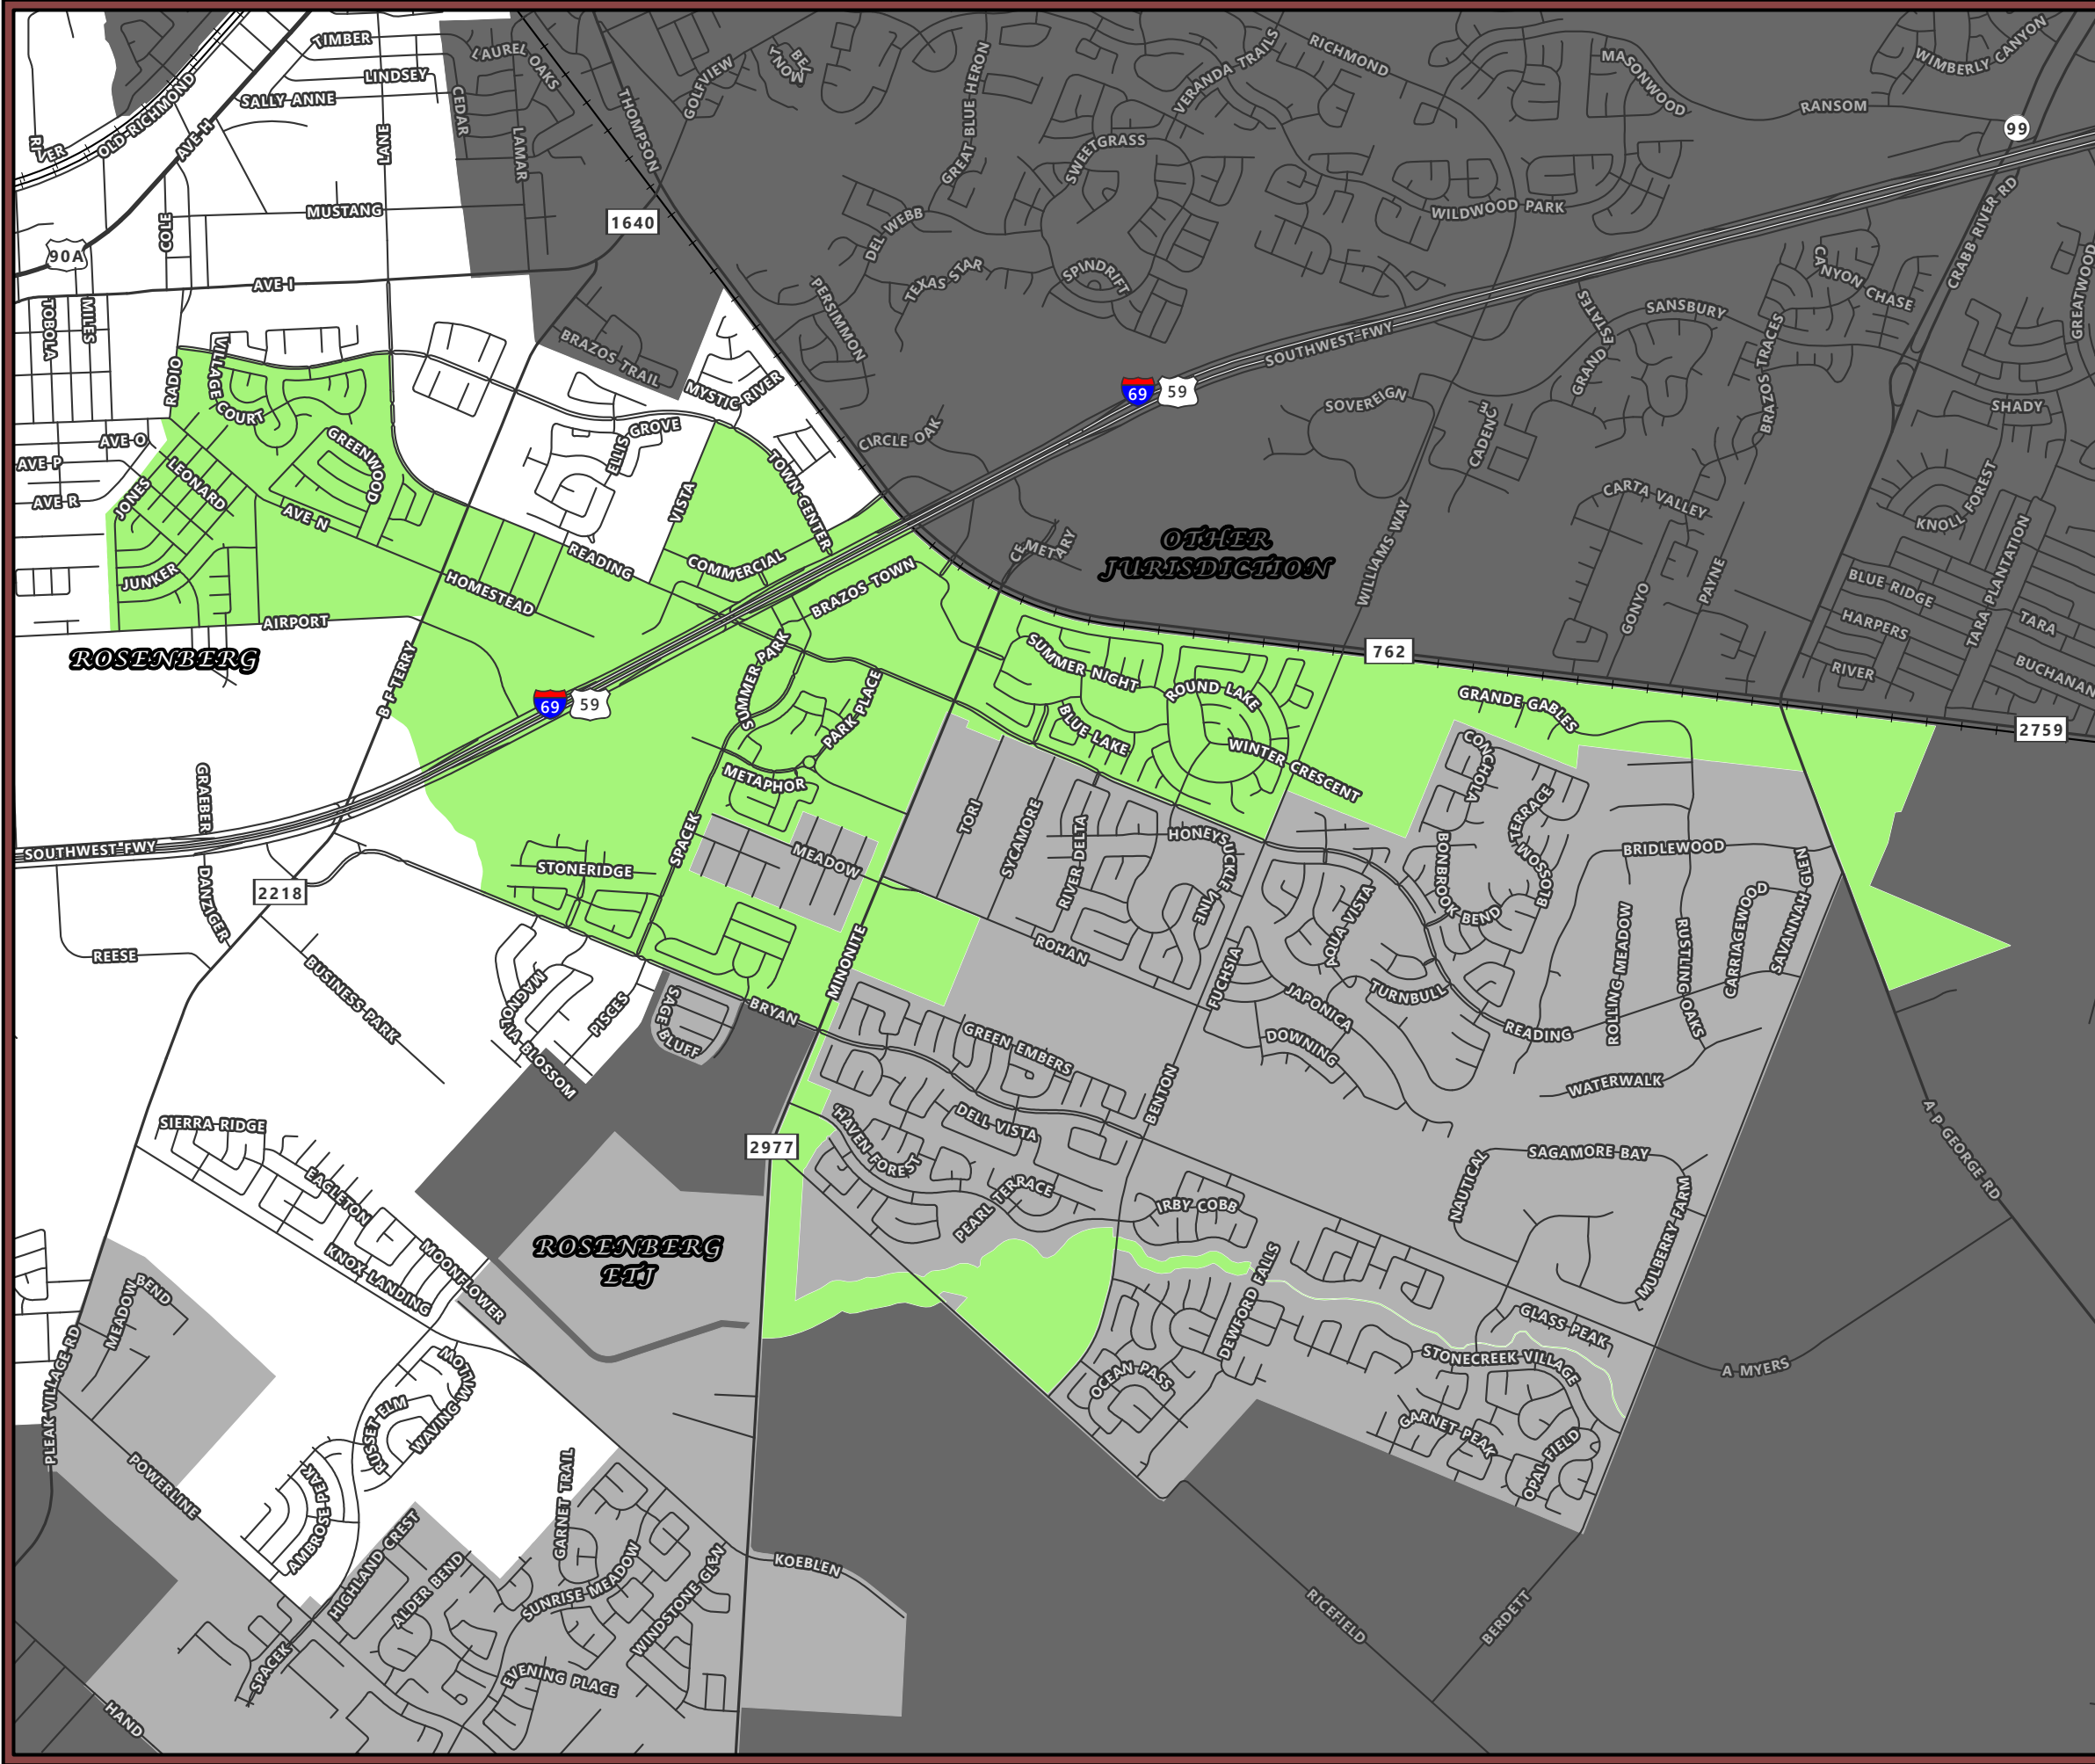 TIMBER
LAUREL OAKS
LINDSEY
SALLY ANNE
CEDAR
THOMPSON
GOLFVIEW
GREAT BLUE HERON
VERANDA TRAILS
RICHMOND
MASONWOOD
WIMBERLY CANYON
RANSOM
99
RIVER
OLD RICHMOND
AVE H
LANE
LAMAR
SWEETGRASS
MUSTANG
COLE
1640
DEL WEBB
WILDWOOD PARK
CRABB RIVER RD
90A
AVE I
TEXAS STAR
SPINDRIFT
CANYON CHASE
GREATWOOD
TOBOLA
MILES
PERSIMMON
SANSBURY
GRAND ESTATES
BRAZOS TRACES
BRAZOS TRAIL
SOUTHWEST FWY
RADIO
VILLAGE COURT
MYSTIC RIVER
69
59
SOVEREIGN
CADENCE
SHADY
AVE O
AVE P
AVE R
JONES
LEONARD
GREENWOOD
AVE N
ELLIS GROVE
CIRCLE OAK
TOWN CENTER
VISTA
CARTA VALLEY
KNOLL FOREST
WILLIAMS WAY
CEMETARY
OTHER
JURISDICTION
READING
COMMERCIAL
JUNKER
HOMESTEAD
BRAZOS TOWN
GONYO
PAYNE
BLUE RIDGE
HARPERS
TARA PLANTATION
TARA
AIRPORT
ROSENBERG
B F TERRY
SUMMER PARK
PARK PLACE
SUMMER NIGHT
ROUND LAKE
762
RIVER
BUCHANAN
69
59
BLUE LAKE
WINTER CRESCENT
GRANDE GABLES
2759
METAPHOR
CONCHOLA
GRAEBER
SPACEK
TORI
SYCAMORE
RIVER DELTA
HONEYSUCKLE VINE
TERRACE BLOSSOM
BONBROOK BEND
BRIDLEWOOD
SOUTHWEST FWY
STONERIDGE
MEADOW
2218
DANZIGER
AQUA VISTA
CARRIAGEWOOD
SAVANNAH GLEN
REESE
MINONITE
ROHAN
FUCHSIA
ROLLING MEADOW
RUSTLING OAKS
BUSINESS PARK
MAGNOLIA BLOSSOM
PISCES
SAGE BLUFF
BRYAN
TURNBULL
JAPONICA
READING
GREEN EMBERS
DOWNING
WATERWALK
BENTON
SIERRA RIDGE
DELL VISTA
HAVEN FOREST
2977
SAGAMORE BAY
NAUTICAL
A P GEORGE RD
EAGLETON
PEARL TERRACE
IRBY COBB
MULBERRY FARM
ROSENBERG
ETJ
KNOX LANDING
MOONFLOWER
DEWFORD FALLS
MEADOW BEND
GLASS PEAK
STONECREEK VILLAGE
A MYERS
PLEAK VILLAGE RD
WAVING WILLOW
RUSSET ELM
OCEAN PASS
GARNET PEAK
OPAL FIELD
POWERLINE
AMBROSE PEAK
GARNET TRAIL
HIGHLAND CREST
ALDER BEND
SUNRISE MEADOW
WINDSTONE GLEN
KOEBLEN
RICEFIELD
BERDETT
SPACEK
EVENING PLACE
HAND